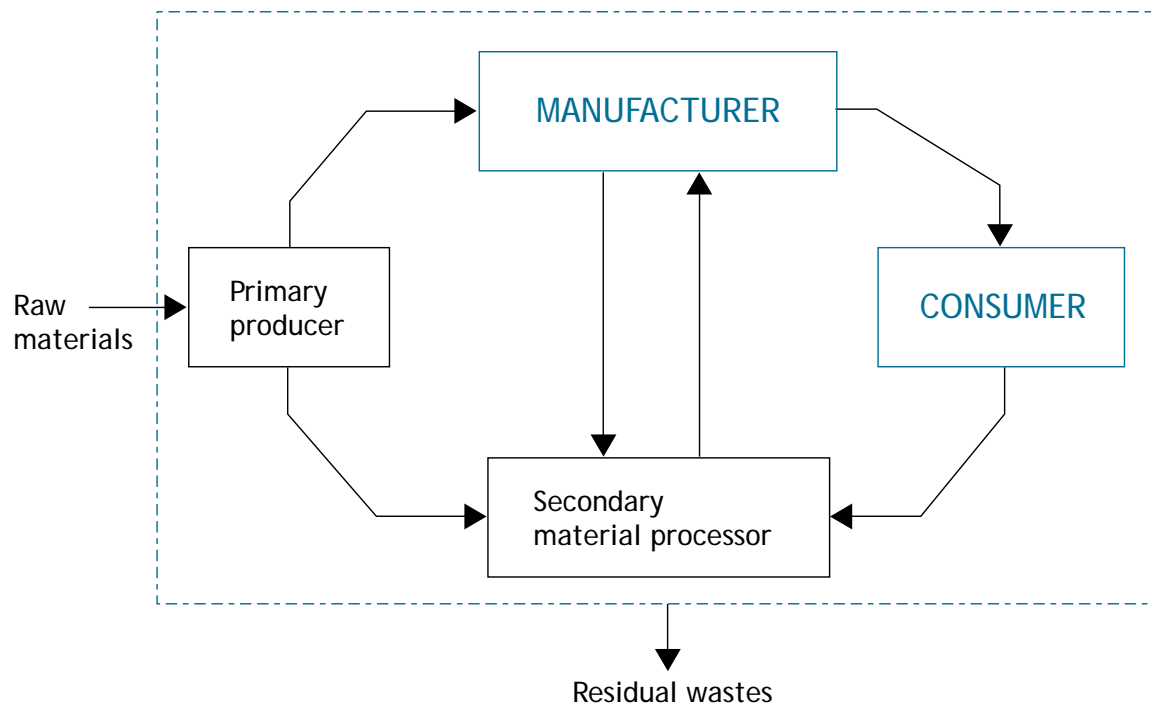 MANUFACTURER
Raw
materials
Primary
producer
CONSUMER
Secondary
material processor
Residual wastes